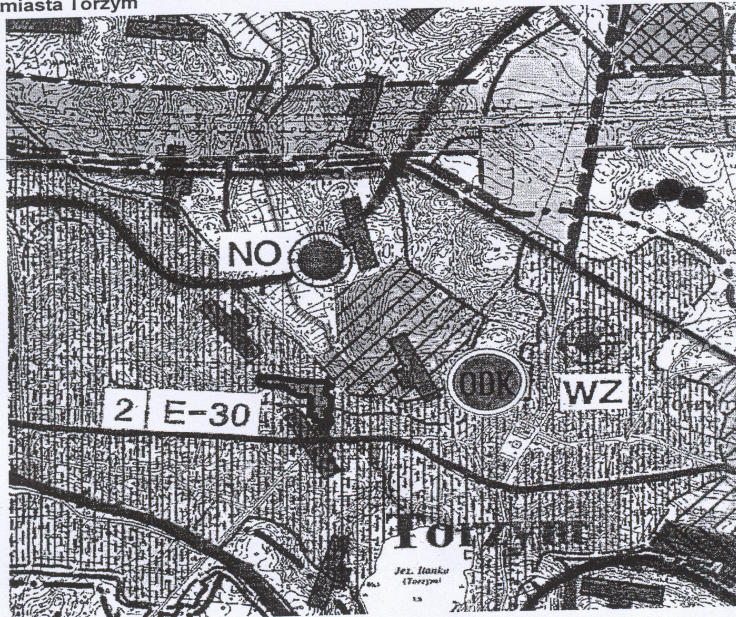 miasta Torzym
NO
ODK
WZ
2 E-30
Torzym
Jez. Ilanka
(Torzym)